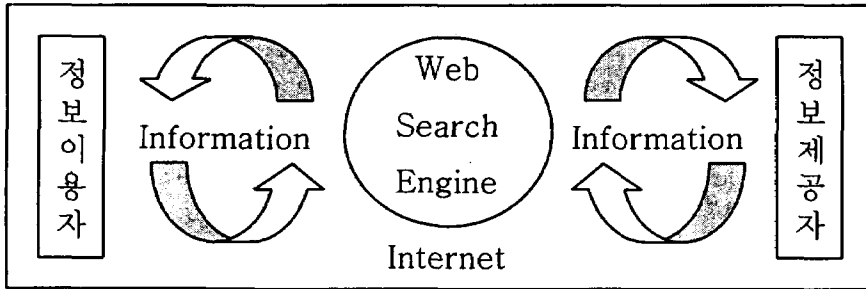 정보이용자
Information
Web
Search
Engine
Internet
Information
정보제공자